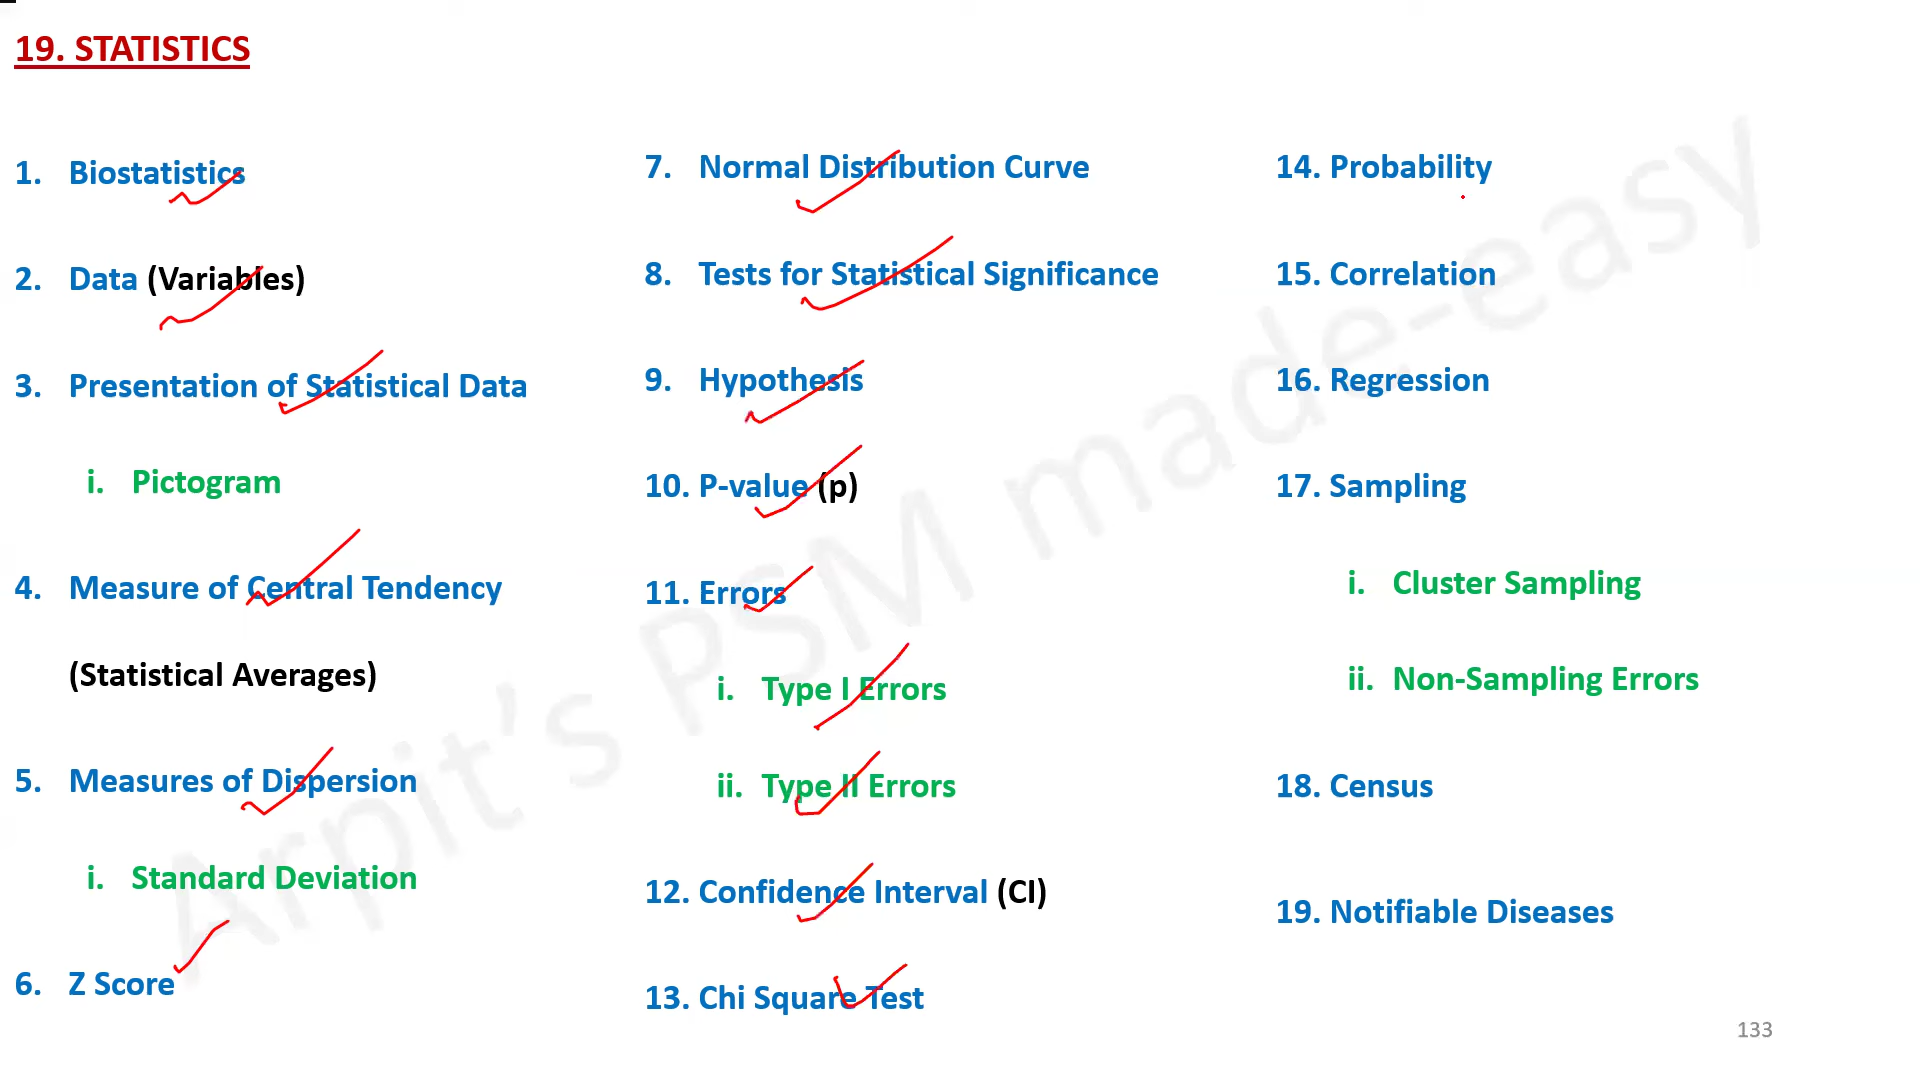 19. STATISTICS
1. Biostatistics
2. Data (Variables)
3. Presentation of Statistical Data
i. Pictogram
4. Measure of Central Tendency
(Statistical Averages)
5. Measures of Dispersion
i. Standard Deviation
6. Z Score
7. Normal Distribution Curve
8. Tests for Statistical Significance
9. Hypothesis
10. P-value (p)
11. Errors
i. Type I Errors
ii. Type II Errors
12. Confidence Interval (CI)
13. Chi Square Test
14. Probability
15. Correlation
16. Regression
17. Sampling
i. Cluster Sampling
ii. Non-Sampling Errors
18. Census
19. Notifiable Diseases
Arpit's PSM made-easy
133